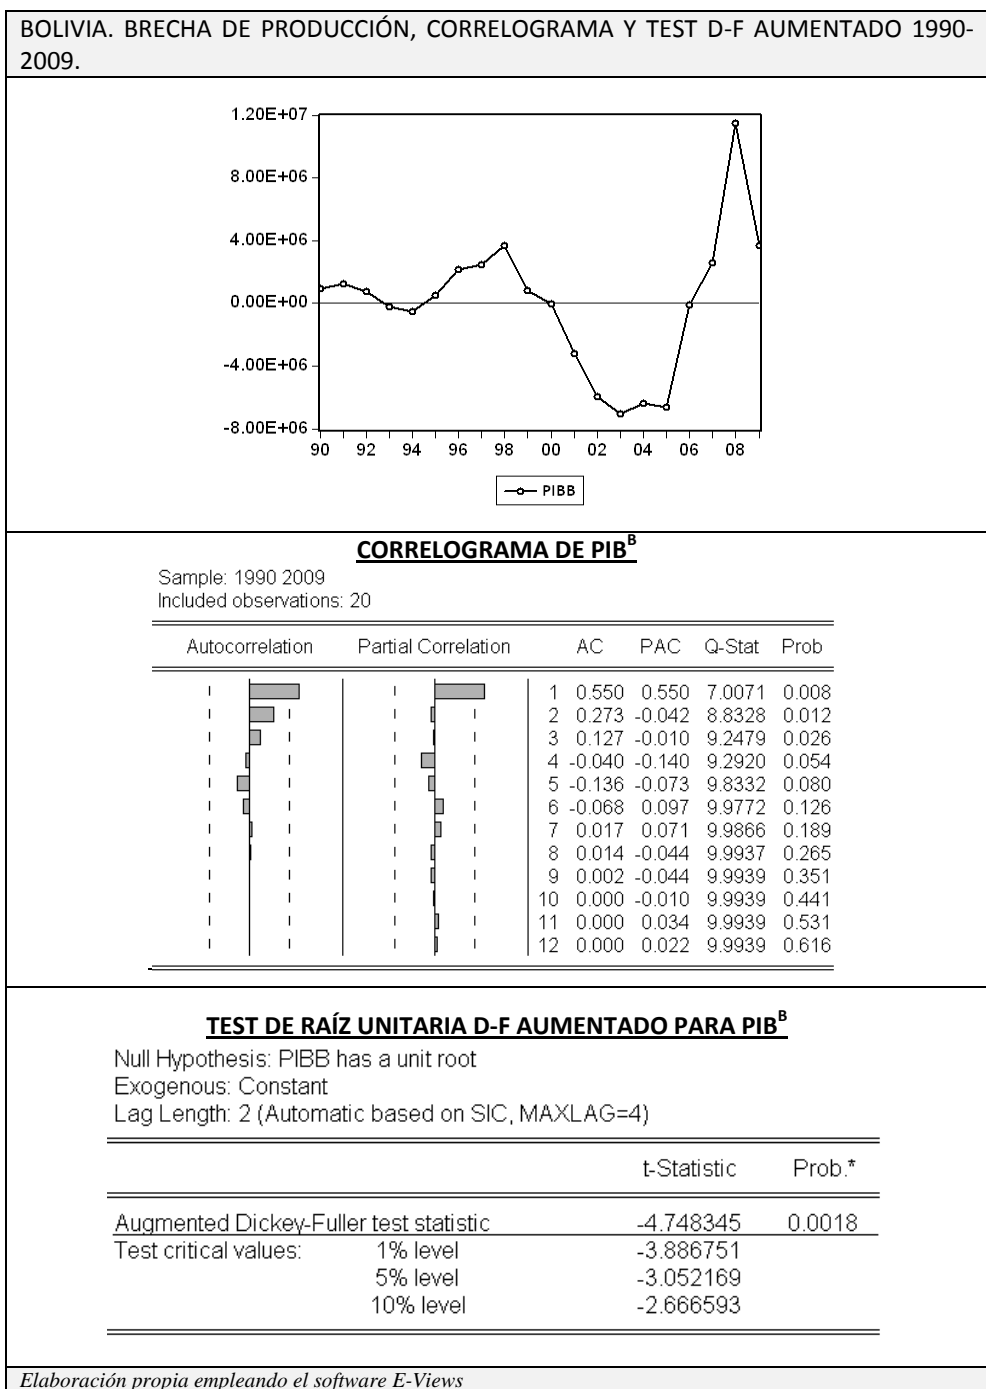 BOLIVIA. BRECHA DE PRODUCCIÓN, CORRELOGRAMA Y TEST D-F AUMENTADO 1990-
2009.
1.20E+07
8.00E+06
4.00E+06
0.00E+00
-4.00E+06
-8.00E+06
90 92 94 96 98 00 02 04 06 08
PIBB
CORRELOGRAMA DE PIB^B
Sample: 1990 2009
Included observations: 20
Autocorrelation Partial Correlation AC PAC Q-Stat Prob
1 0.550 0.550 7.0071 0.008
2 0.273 -0.042 8.8328 0.012
3 0.127 -0.010 9.2479 0.026
4 -0.040 -0.140 9.2920 0.054
5 -0.136 -0.073 9.8332 0.080
6 -0.068 0.097 9.9772 0.126
7 0.017 0.071 9.9866 0.189
8 0.014 -0.044 9.9937 0.265
9 0.002 -0.044 9.9939 0.351
10 0.000 -0.010 9.9939 0.441
11 0.000 0.034 9.9939 0.531
12 0.000 0.022 9.9939 0.616
TEST DE RAÍZ UNITARIA D-F AUMENTADO PARA PIB^B
Null Hypothesis: PIBB has a unit root
Exogenous: Constant
Lag Length: 2 (Automatic based on SIC, MAXLAG=4)
t-Statistic Prob.*
Augmented Dickey-Fuller test statistic -4.748345 0.0018
Test critical values: 1% level -3.886751
5% level -3.052169
10% level -2.666593
Elaboración propia empleando el software E-Views